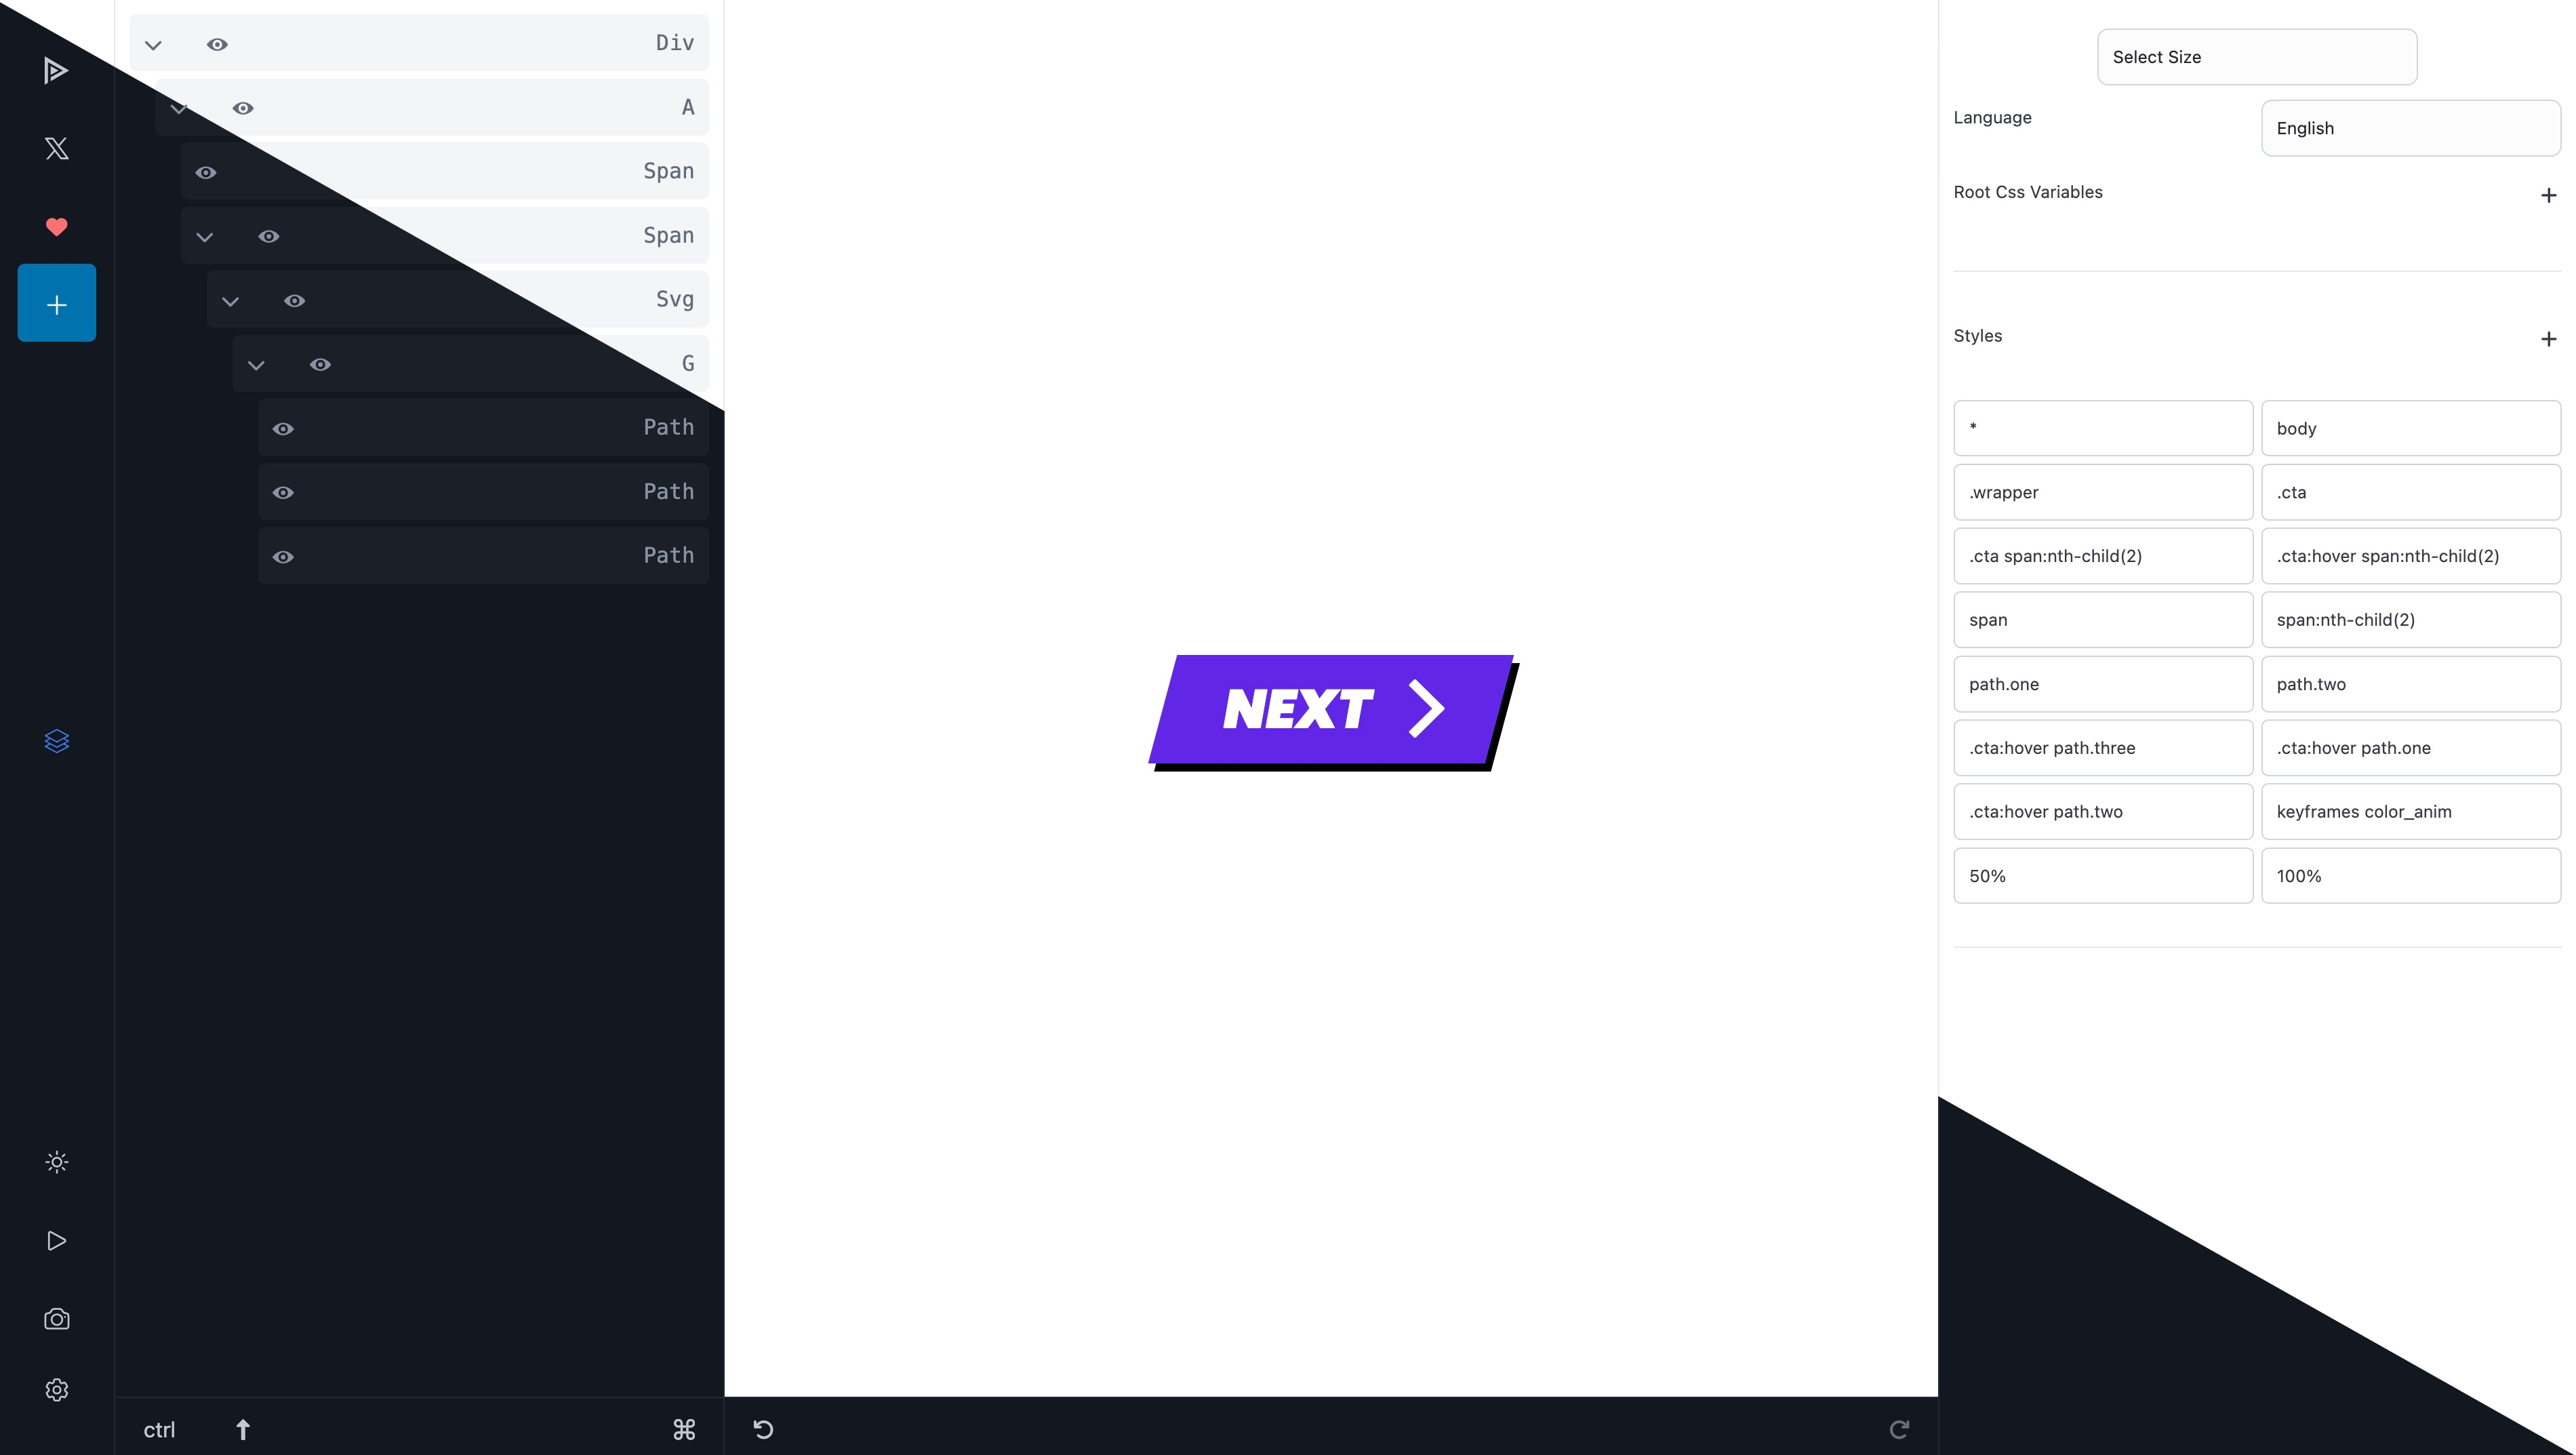 Div
A
Span
Span
Svg
G
Path
Path
Path
ctrl
NEXT
Select Size
Language
English
Root Css Variables
Styles
* body
.wrapper .cta
.cta span:nth-child(2) .cta:hover span:nth-child(2)
span span:nth-child(2)
path.one path.two
.cta:hover path.three .cta:hover path.one
.cta:hover path.two keyframes color_anim
50% 100%